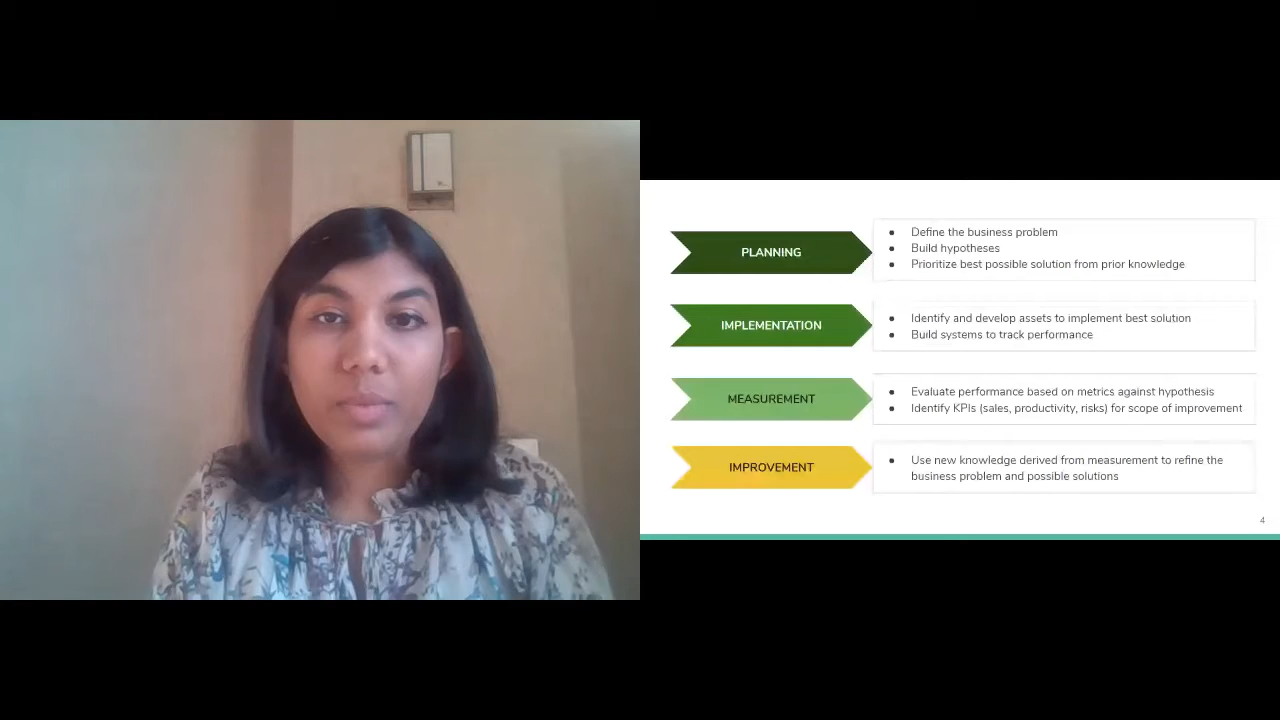 PLANNING
• Define the business problem
• Build hypotheses
• Prioritize best possible solution from prior knowledge
IMPLEMENTATION
• Identify and develop assets to implement best solution
• Build systems to track performance
MEASUREMENT
• Evaluate performance based on metrics against hypothesis
• Identify KPIs (sales, productivity, risks) for scope of improvement
IMPROVEMENT
• Use new knowledge derived from measurement to refine the
business problem and possible solutions
4